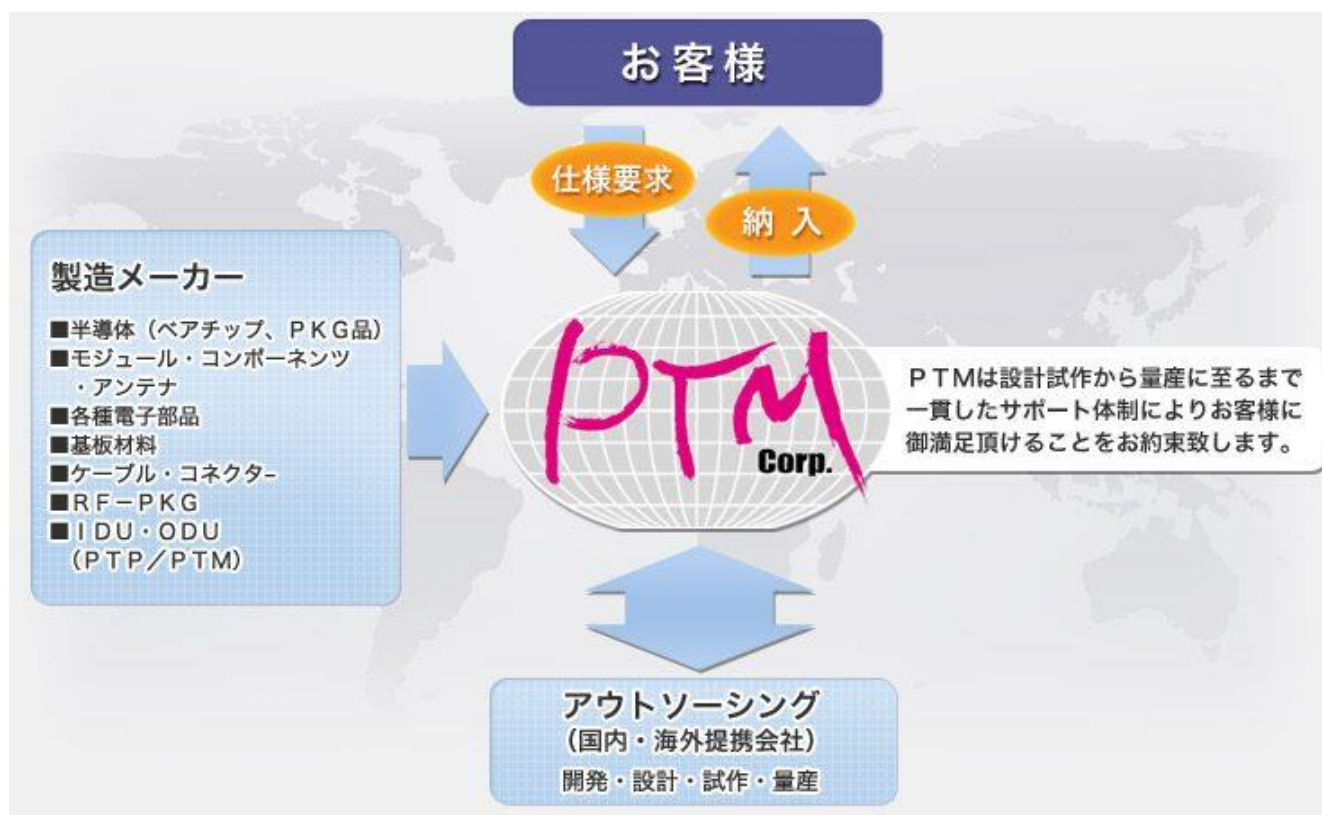 お客様
仕様要求
納 入
製造メーカー
■半導体（ベアチップ、ＰＫＧ品）
■モジュール・コンポーネンツ
・アンテナ
■各種電子部品
■基板材料
■ケーブル・コネクタ－
■ＲＦ－ＰＫＧ
■ＩＤＵ・ＯＤＵ
（ＰＴＰ／ＰＴＭ）
PTM
Corp.
ＰＴＭは設計試作から量産に至るまで
一貫したサポート体制によりお客様に
御満足頂けることをお約束致します。
アウトソーシング
（国内・海外提携会社）
開発・設計・試作・量産